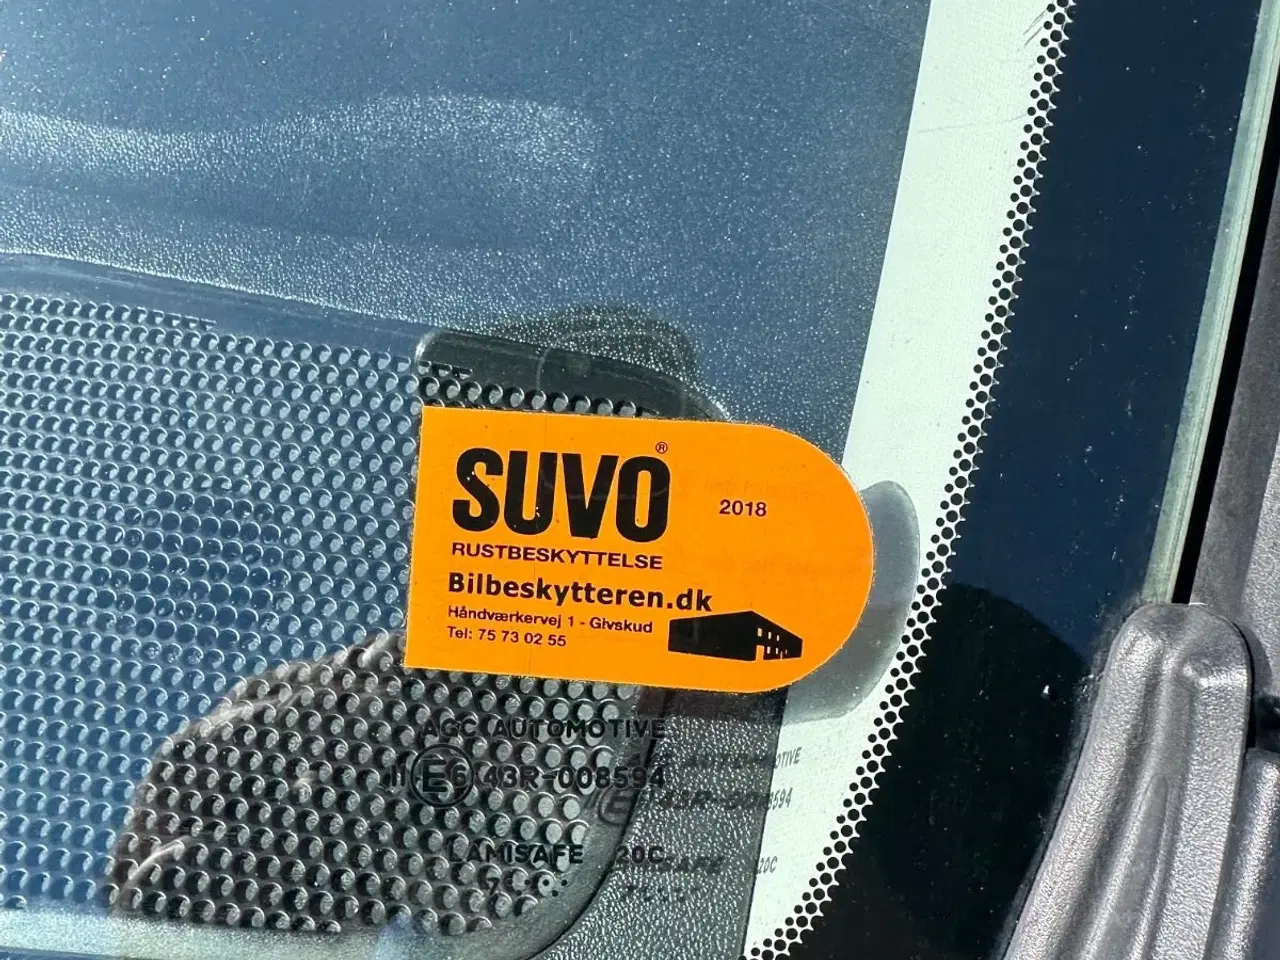 SUVO®
2018
RUSTBESKYTTELSE
Bilbeskytteren.dk
Håndværkervej 1 - Givskud
Tel: 75 73 02 55
AGC AUTOMOTIVE
II E6 43R-008594
LAMISAFE 20C